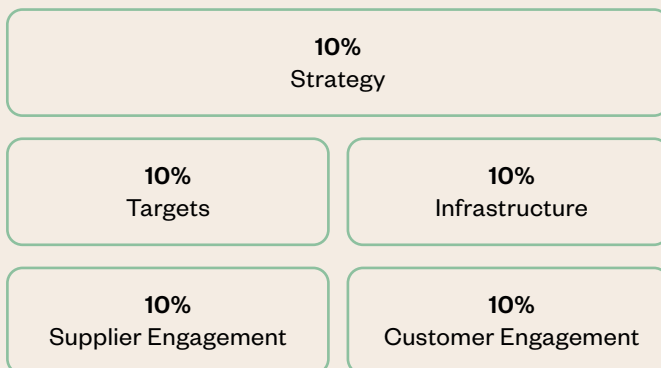 10%
Strategy
10%
Targets
10%
Infrastructure
10%
Supplier Engagement
10%
Customer Engagement